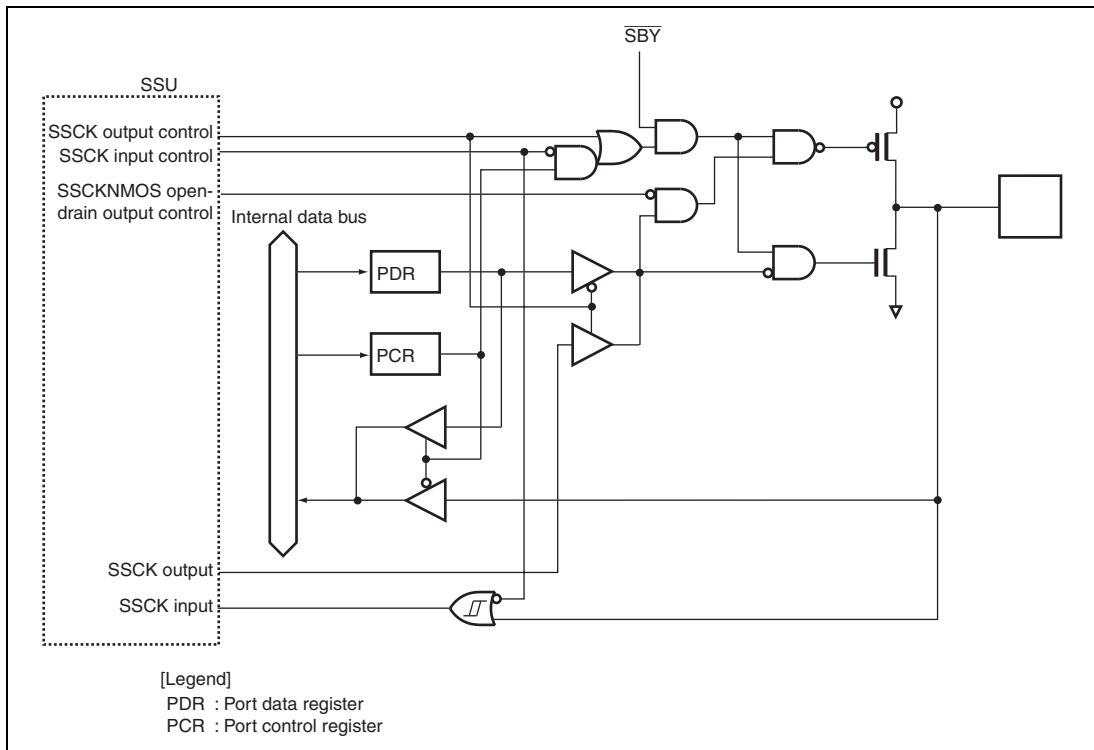 SBY
SSU
SSCK output control
SSCK input control
SSCKNMOS open-
drain output control
Internal data bus
PDR
PCR
SSCK output
SSCK input
[Legend]
PDR : Port data register
PCR : Port control register